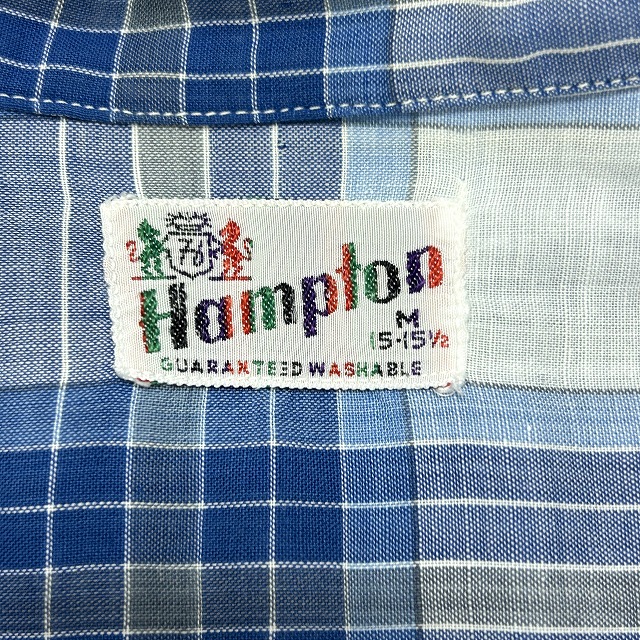 Hampton
M
15-15½
GUARANTEED WASHABLE